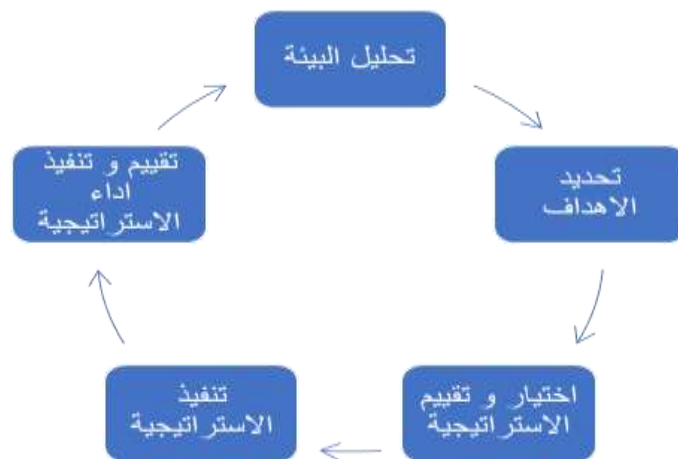 تحليل البيئة
تحديد
الاهداف
اختيار و تقييم
الاستراتيجية
تنفيذ
الاستراتيجية
تقييم و تنفيذ
اداء
الاستراتيجية